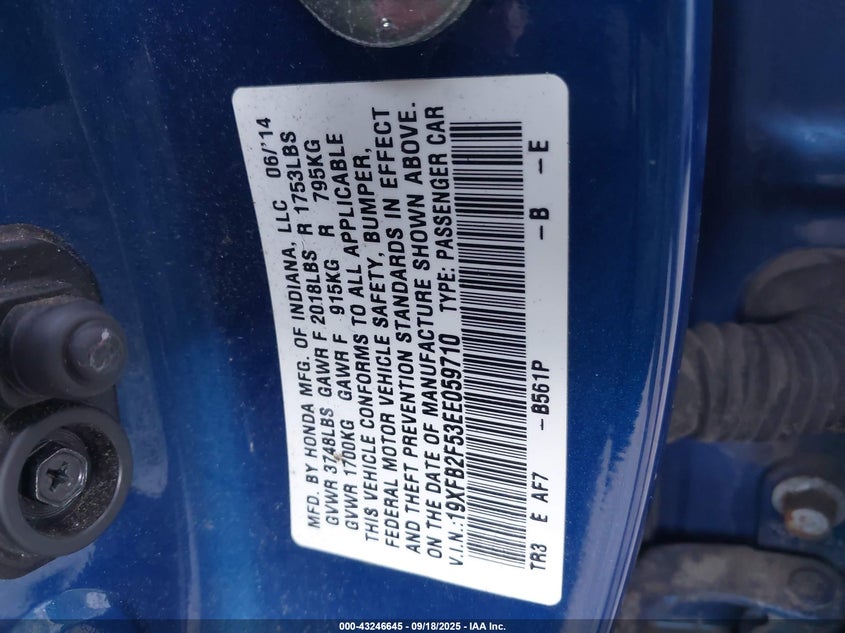 MFD. BY HONDA MFG. OF INDIANA, LLC 06/'14
GVWR 3748LBS GAWR F 2018LBS R 1753LBS
GVWR 1700KG GAWR F 915KG R 795KG
THIS VEHICLE CONFORMS TO ALL APPLICABLE
FEDERAL MOTOR VEHICLE SAFETY, BUMPER,
AND THEFT PREVENTION STANDARDS IN EFFECT
ON THE DATE OF MANUFACTURE SHOWN ABOVE.
V.I.N.:19XFB2F53EE059710 TYPE: PASSENGER CAR
TR3 E AF7 –B561P –B –E
000-43246645 - 09/18/2025 - IAA Inc.